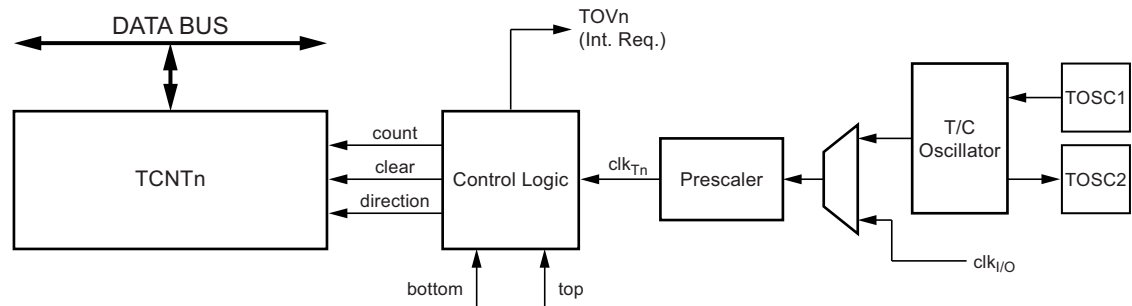 DATA BUS
TOVn
(Int. Req.)
TCNTn
count
clear
direction
Control Logic
clkTn
Prescaler
T/C
Oscillator
TOSC1
TOSC2
clkI/O
bottom
top